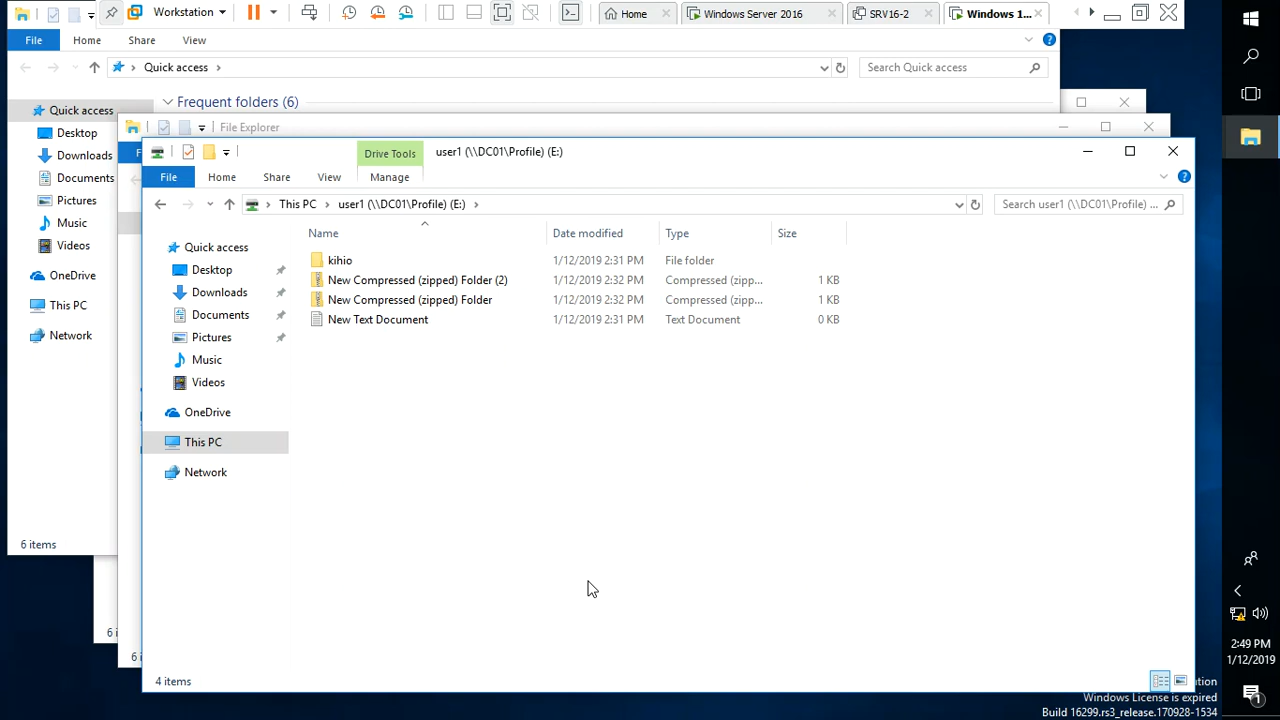 Workstation
Home
Windows Server 2016
SRV16-2
Windows 1...
File
Home
Share
View
Quick access
Search Quick access
Quick access
Desktop
Downloads
Documents
Pictures
Music
Videos
OneDrive
This PC
Network
6 items
Frequent folders (6)
File Explorer
F
6 i
6 i
Drive Tools
user1 (\\DC01\Profile) (E:)
File
Home
Share
View
Manage
This PC
user1 (\\DC01\Profile) (E:)
Search user1 (\\DC01\Profile) ...
Quick access
Desktop
Downloads
Documents
Pictures
Music
Videos
OneDrive
This PC
Network
Name Date modified Type Size
kihio 1/12/2019 2:31 PM File folder
New Compressed (zipped) Folder (2) 1/12/2019 2:32 PM Compressed (zipp... 1 KB
New Compressed (zipped) Folder 1/12/2019 2:32 PM Compressed (zipp... 1 KB
New Text Document 1/12/2019 2:31 PM Text Document 0 KB
4 items
ution
Windows License is expired
Build 16299.rs3_release.170928-1534
2:49 PM
1/12/2019
1